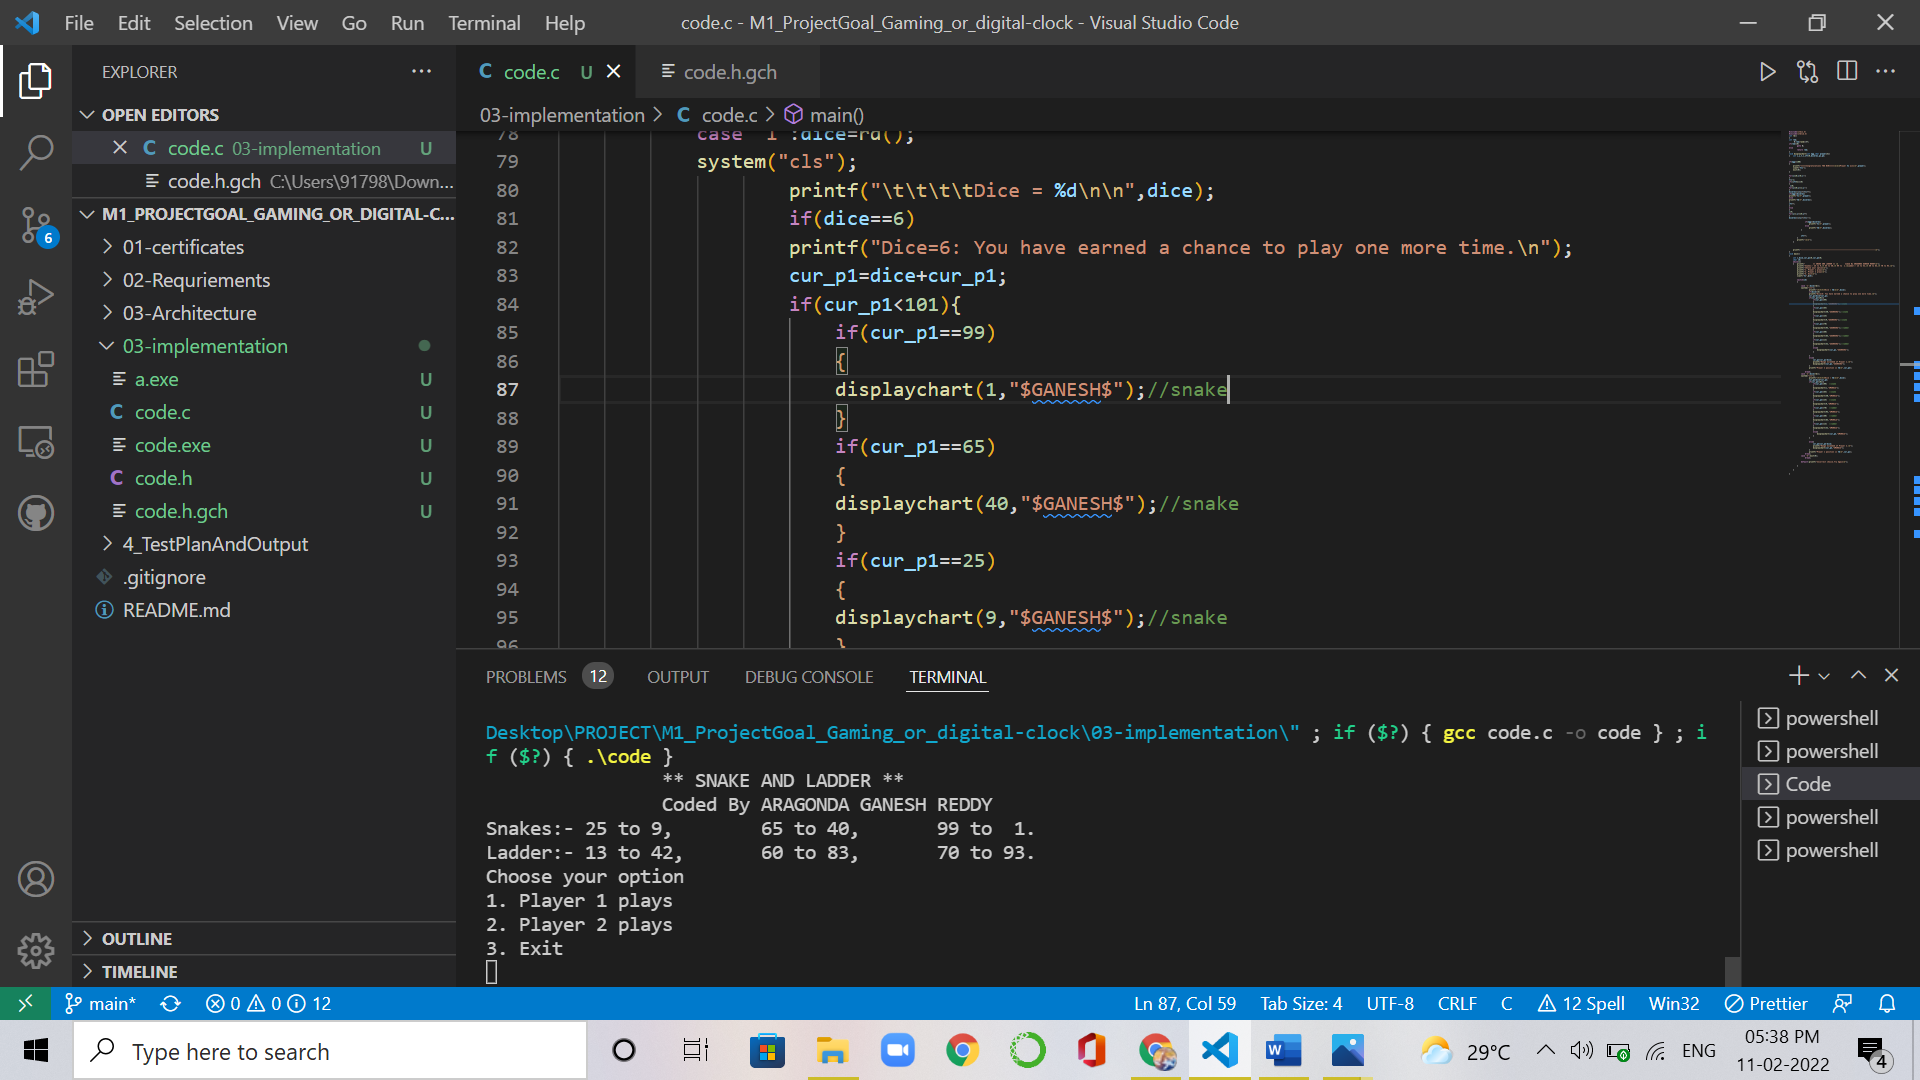 File Edit Selection View Go Run Terminal Help
code.c - M1_ProjectGoal_Gaming_or_digital-clock - Visual Studio Code
EXPLORER
OPEN EDITORS
code.c 03-implementation U
code.h.gch C:\Users\91798\Down...
M1_PROJECTGOAL_GAMING_OR_DIGITAL-C...
01-certificates
02-Requriements
03-Architecture
03-implementation
a.exe U
code.c U
code.exe U
code.h U
code.h.gch U
4_TestPlanAndOutput
.gitignore
README.md
OUTLINE
TIMELINE
6
code.c U
code.h.gch
03-implementation > code.c > main()
78 case '1':dice=rd();
79 system("cls");
80 printf("\t\t\t\tDice = %d\n\n",dice);
81 if(dice==6)
82 printf("Dice=6: You have earned a chance to play one more time.\n");
83 cur_p1=dice+cur_p1;
84 if(cur_p1<101){
85 if(cur_p1==99)
86 {
87 displaychart(1,"$GANESH$");//snake
88 }
89 if(cur_p1==65)
90 {
91 displaychart(40,"$GANESH$");//snake
92 }
93 if(cur_p1==25)
94 {
95 displaychart(9,"$GANESH$");//snake
96 }
PROBLEMS 12 OUTPUT DEBUG CONSOLE TERMINAL
Desktop\PROJECT\M1_ProjectGoal_Gaming_or_digital-clock\03-implementation\" ; if ($?) { gcc code.c -o code } ; i
f ($?) { .\code }
** SNAKE AND LADDER **
Coded By ARAGONDA GANESH REDDY
Snakes:- 25 to 9, 65 to 40, 99 to 1.
Ladder:- 13 to 42, 60 to 83, 70 to 93.
Choose your option
1. Player 1 plays
2. Player 2 plays
3. Exit
powershell
powershell
Code
powershell
powershell
main* 0 0 12 Ln 87, Col 59 Tab Size: 4 UTF-8 CRLF C 12 Spell Win32 Prettier
Type here to search
29°C ENG
05:38 PM
11-02-2022
4